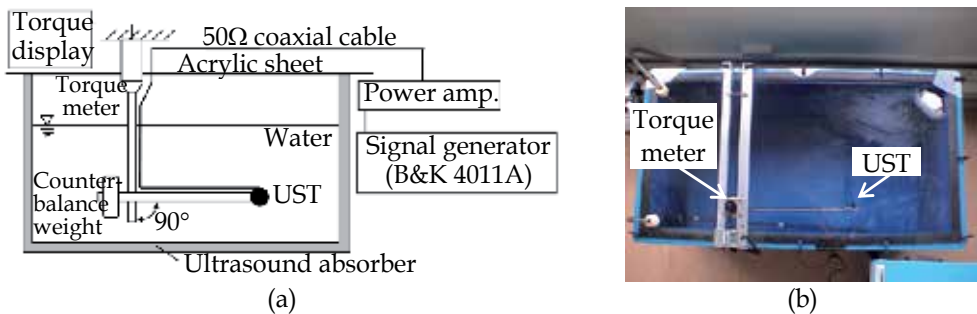 Torque
display
50Ω coaxial cable
Acrylic sheet
Torque
meter
Power amp.
Water
Signal generator
(B&K 4011A)
Counter-
balance
weight
UST
90°
Ultrasound absorber
(a)
Torque
meter
UST
(b)